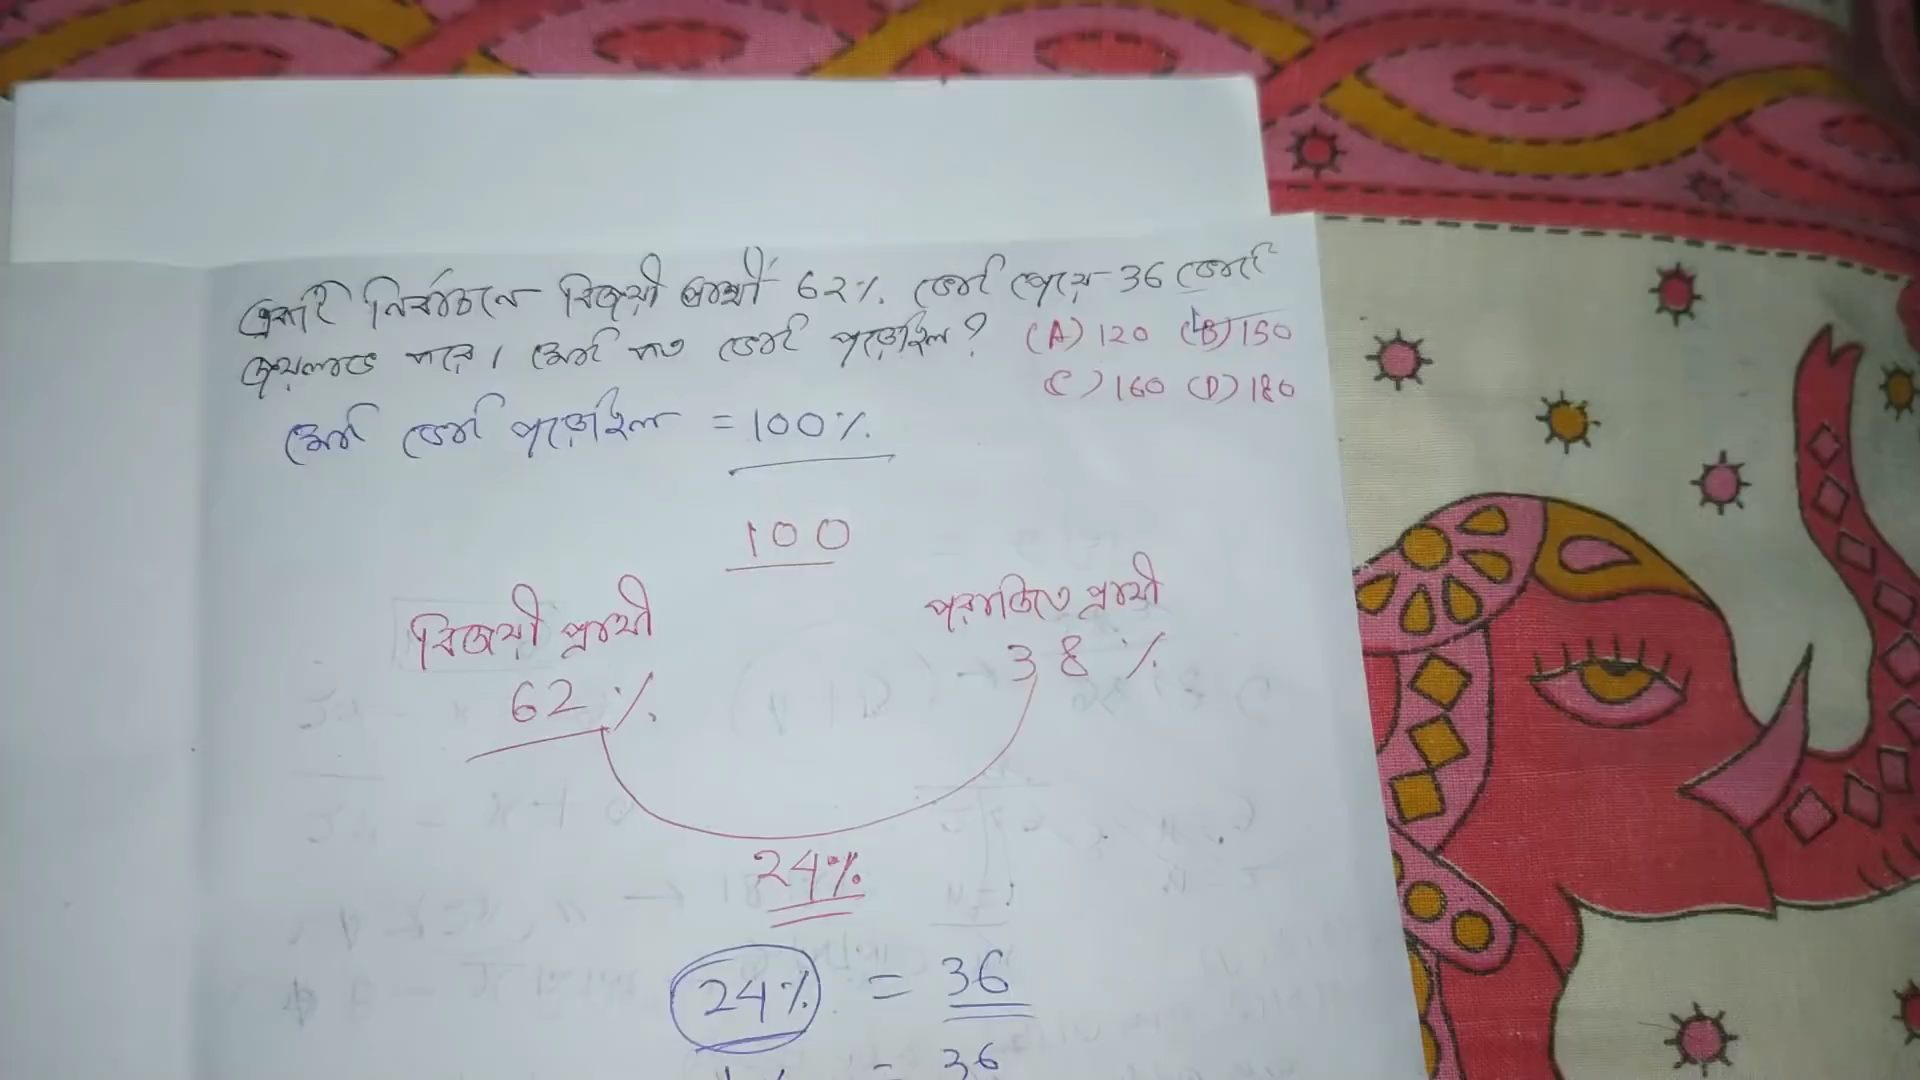 একটি নির্বাচনে বিজয়ী প্রার্থী 62% ভোট পেয়ে 36 ভোটে
জয়লাভ করে। মোট কত ভোট পড়েছিল? (A) 120 (B) 150
(C) 160 (D) 180
মোট ভোট পড়েছিল = 100%
100
বিজয়ী প্রার্থী পরাজিত প্রার্থী
62% 38%
24%
24% = 36
= 36